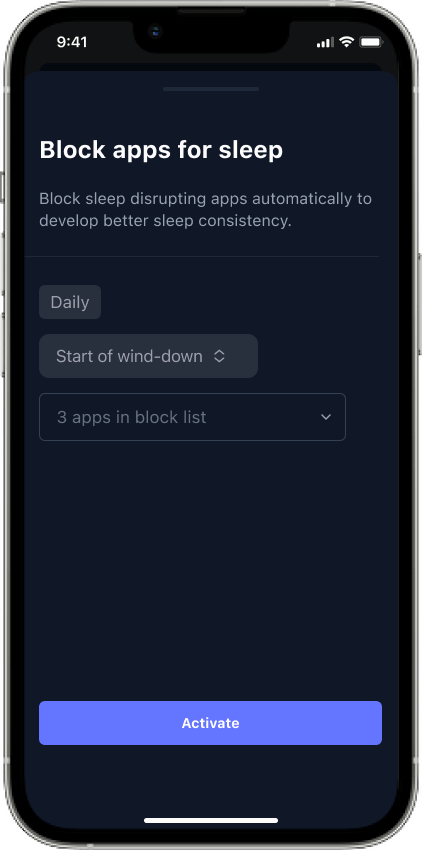 9:41
Block apps for sleep
Block sleep disrupting apps automatically to
develop better sleep consistency.
Daily
Start of wind-down
3 apps in block list
Activate